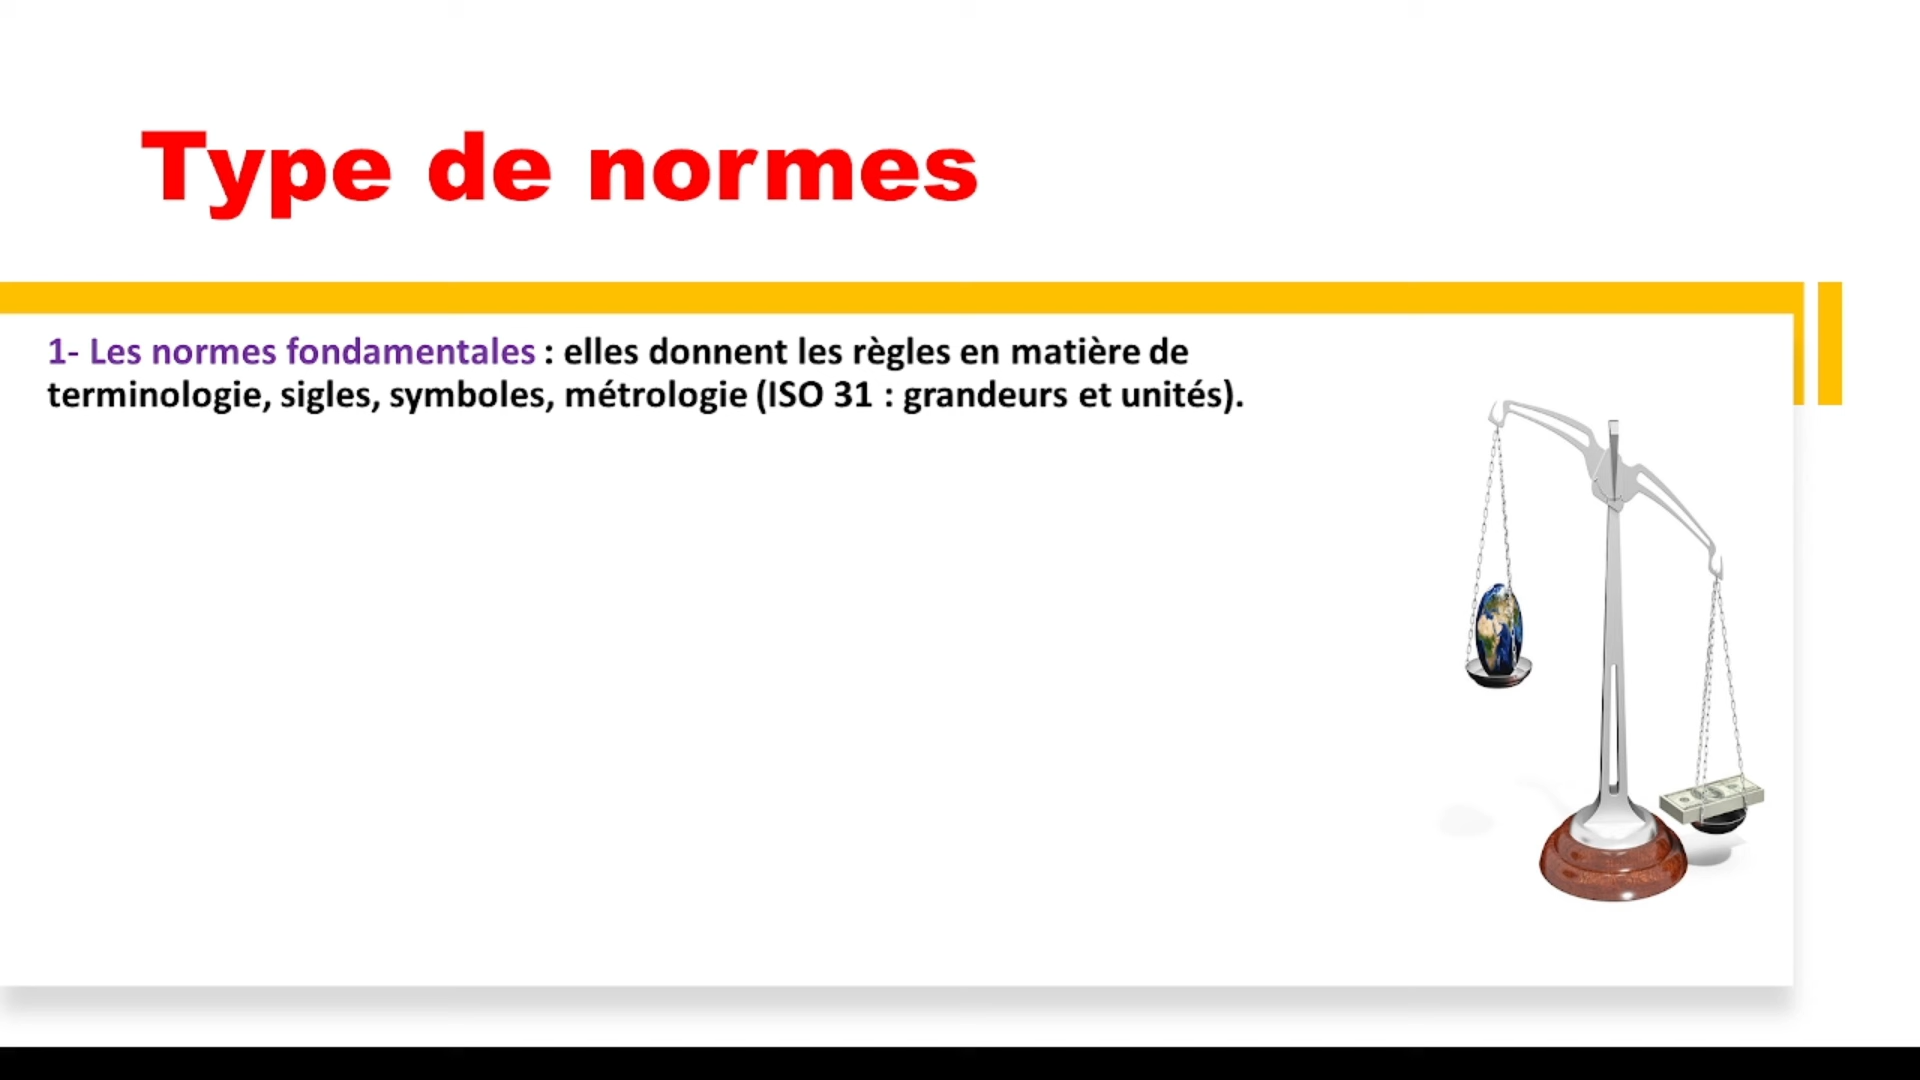 Type de normes
1- Les normes fondamentales : elles donnent les règles en matière de
terminologie, sigles, symboles, métrologie (ISO 31 : grandeurs et unités).